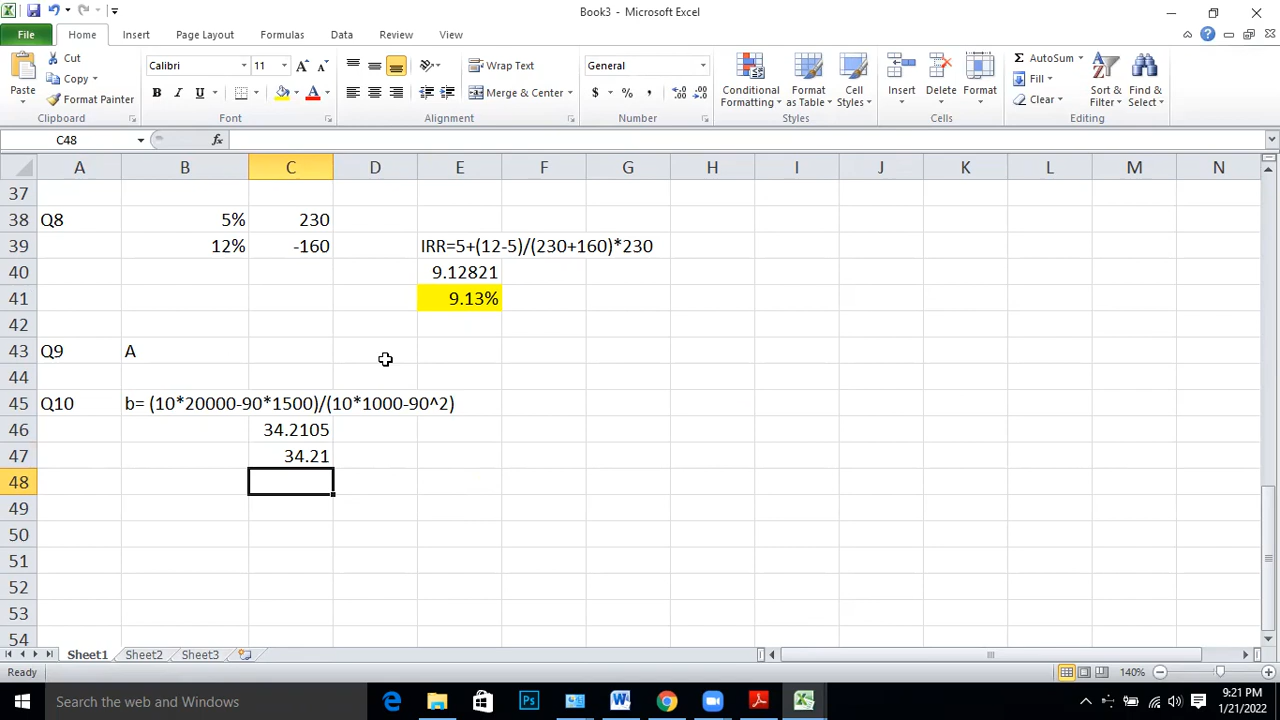 Book3 - Microsoft Excel
File Home Insert Page Layout Formulas Data Review View
Paste
Cut
Copy
Format Painter
Clipboard
Calibri 11
B I U A A A
Font
Wrap Text
Merge & Center
Alignment
General
$ % ,
Number
Conditional Formatting
Format as Table
Cell Styles
Styles
Insert
Delete
Format
Cells
Σ AutoSum
Fill
Clear
Sort & Filter
Find & Select
Editing
C48 fx
A B C D E F G H I J K L M N
37
38 Q8 5% 230
39 12% -160 IRR=5+(12-5)/(230+160)*230
40 9.12821
41 9.13%
42
43 Q9 A
44
45 Q10 b= (10*20000-90*1500)/(10*1000-90^2)
46 34.2105
47 34.21
48
49
50
51
52
53
54
Sheet1 Sheet2 Sheet3
Ready 140%
Search the web and Windows
9:21 PM
1/21/2022